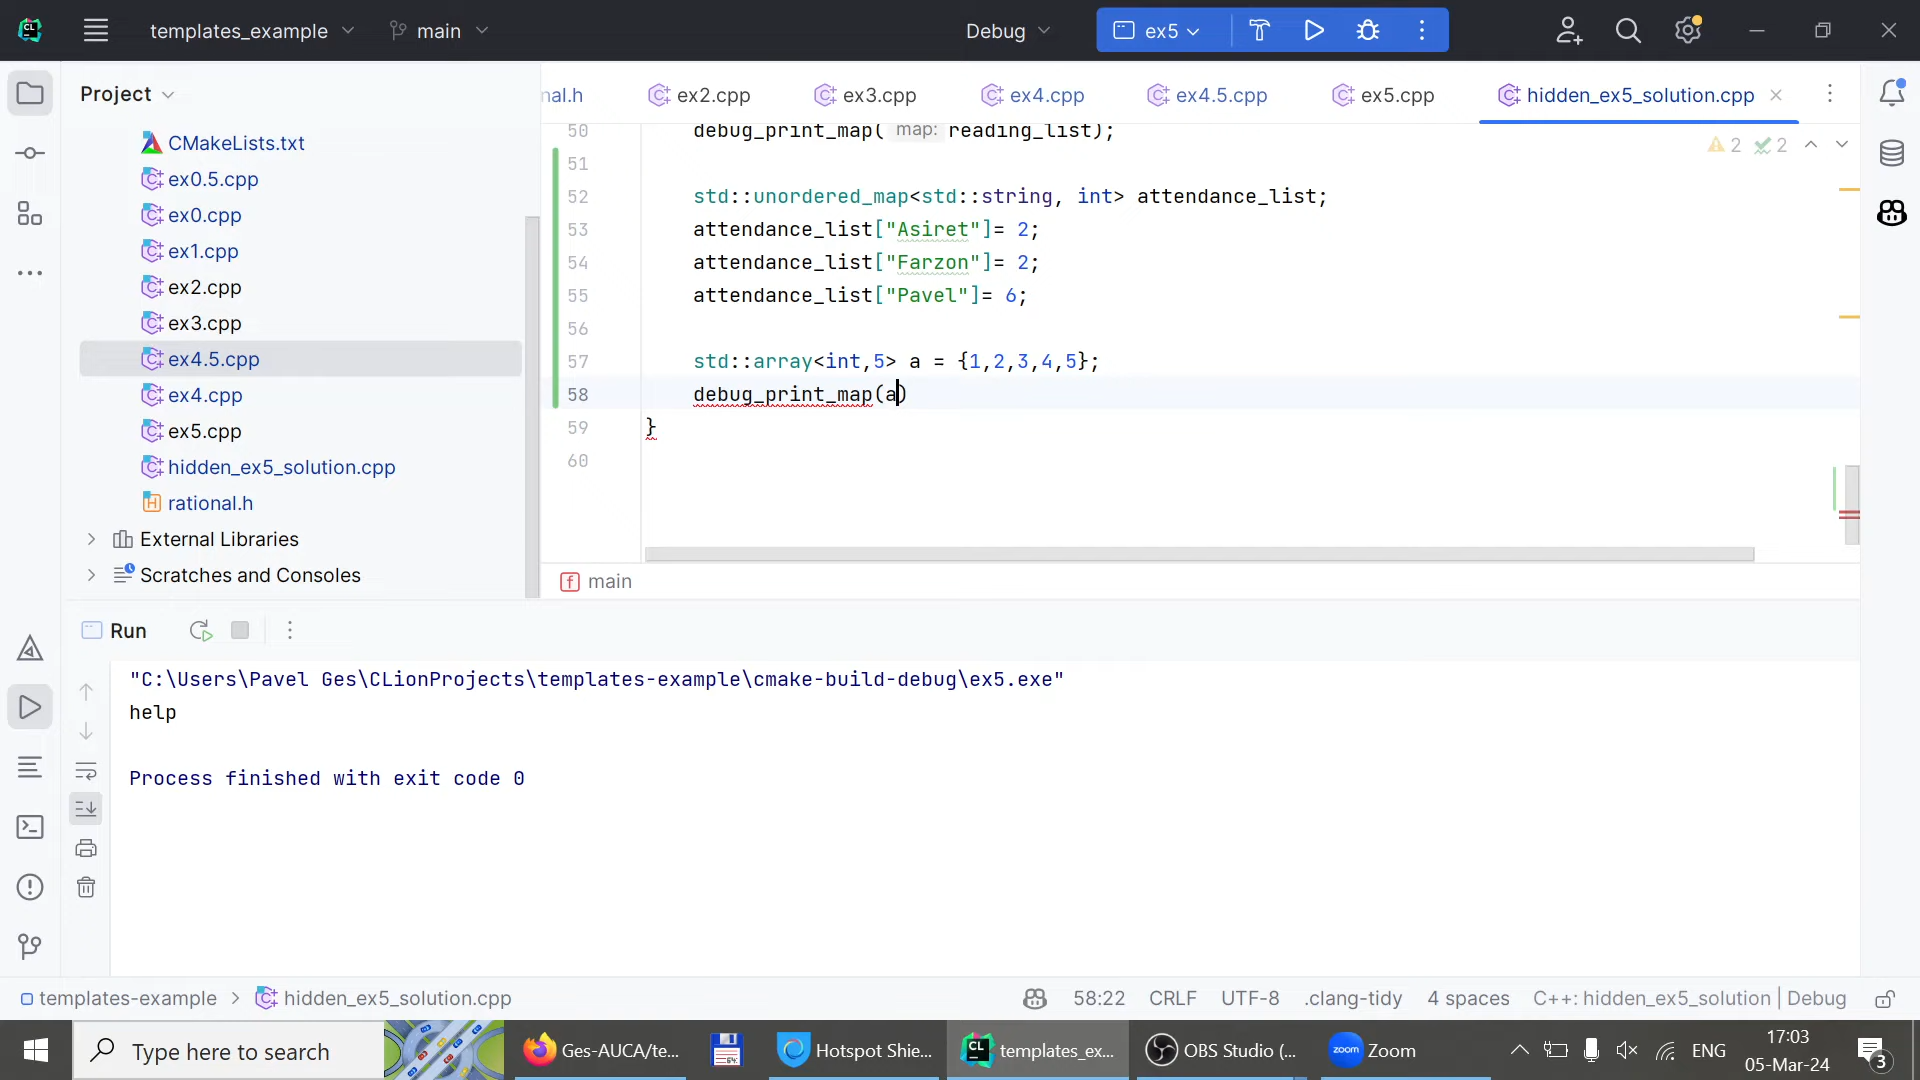 templates_example
main
Debug
ex5
Project
nal.h
ex2.cpp
ex3.cpp
ex4.cpp
ex4.5.cpp
ex5.cpp
hidden_ex5_solution.cpp
CMakeLists.txt
ex0.5.cpp
ex0.cpp
ex1.cpp
ex2.cpp
ex3.cpp
ex4.5.cpp
ex4.cpp
ex5.cpp
hidden_ex5_solution.cpp
rational.h
External Libraries
Scratches and Consoles
2 2
50 debug_print_map( map: reading_list);
51
52 std::unordered_map<std::string, int> attendance_list;
53 attendance_list["Asiret"]= 2;
54 attendance_list["Farzon"]= 2;
55 attendance_list["Pavel"]= 6;
56
57 std::array<int,5> a = {1,2,3,4,5};
58 debug_print_map(a)
59 }
60
f main
Run
"C:\Users\Pavel Ges\CLionProjects\templates-example\cmake-build-debug\ex5.exe"
help
Process finished with exit code 0
templates-example > hidden_ex5_solution.cpp
58:22 CRLF UTF-8 .clang-tidy 4 spaces C++: hidden_ex5_solution | Debug
Type here to search
Ges-AUCA/te...
64
Hotspot Shie...
CL
templates_ex...
OBS Studio (...
zoom Zoom
ENG
17:03
05-Mar-24
3